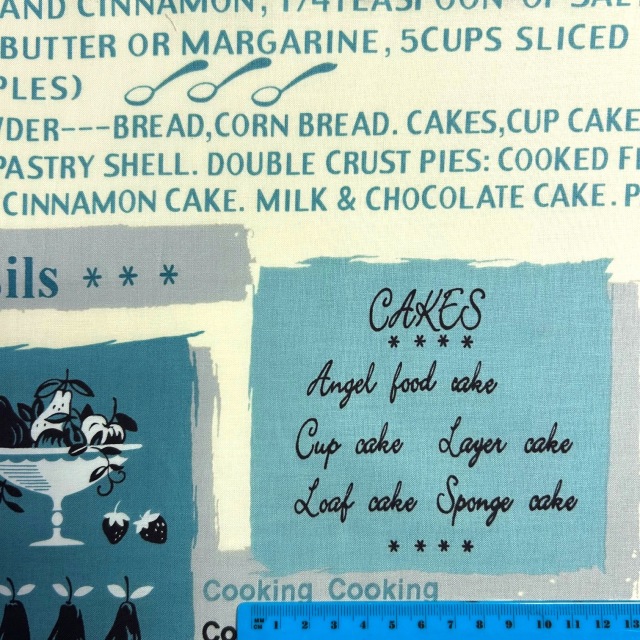 AND CINNAMON, 1/4TEASPOON OF SAL
BUTTER OR MARGARINE, 5CUPS SLICED
PLES)
DER---BREAD,CORN BREAD. CAKES,CUP CAKE
PASTRY SHELL. DOUBLE CRUST PIES: COOKED FI
CINNAMON CAKE. MILK & CHOCOLATE CAKE. P
sils ***
CAKES
****
Angel food cake
Cup cake Layer cake
Loaf cake Sponge cake
****
Cooking Cooking
Co
1 2 3 4 5 6 7 8 9 10 11 12 13